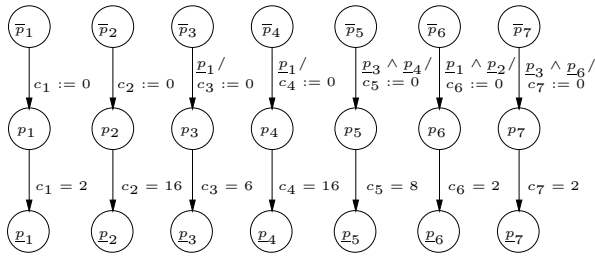 p̅₁ p̅₂ p̅₃ p̅₄ p̅₅ p̅₆ p̅₇
p̲₁/ p̲₁/ p̲₃ ∧ p̲₄/ p̲₁ ∧ p̲₂/ p̲₃ ∧ p̲₆/
c₁ := 0 c₂ := 0 c₃ := 0 c₄ := 0 c₅ := 0 c₆ := 0 c₇ := 0
p₁ p₂ p₃ p₄ p₅ p₆ p₇
c₁ = 2 c₂ = 16 c₃ = 6 c₄ = 16 c₅ = 8 c₆ = 2 c₇ = 2
p̲₁ p̲₂ p̲₃ p̲₄ p̲₅ p̲₆ p̲₇